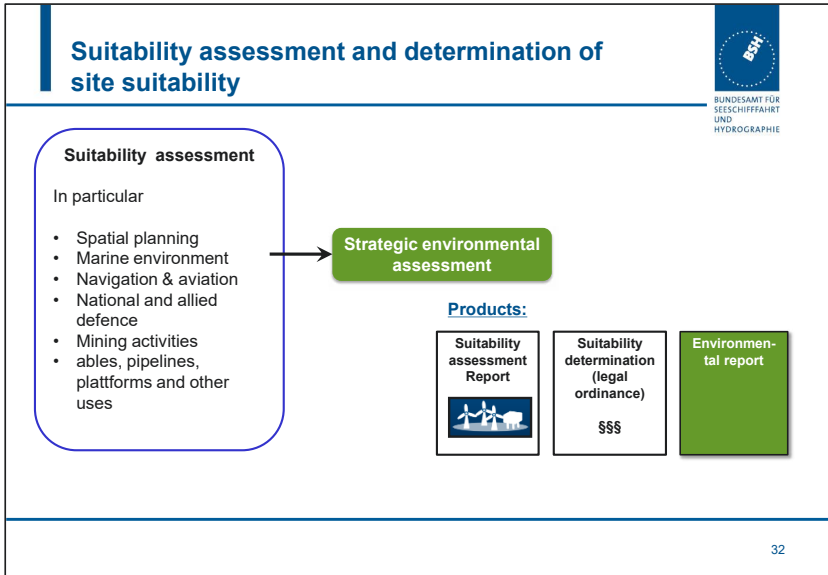 Suitability assessment and determination of
site suitability
BSH
BUNDESAMT FÜR
SEESCHIFFFAHRT
UND
HYDROGRAPHIE
Suitability assessment
In particular
• Spatial planning
• Marine environment
• Navigation & aviation
• National and allied
defence
• Mining activities
• ables, pipelines,
plattforms and other
uses
Strategic environmental
assessment
Products:
Suitability
assessment
Report
Suitability
determination
(legal
ordinance)
§§§
Environmen-
tal report
32